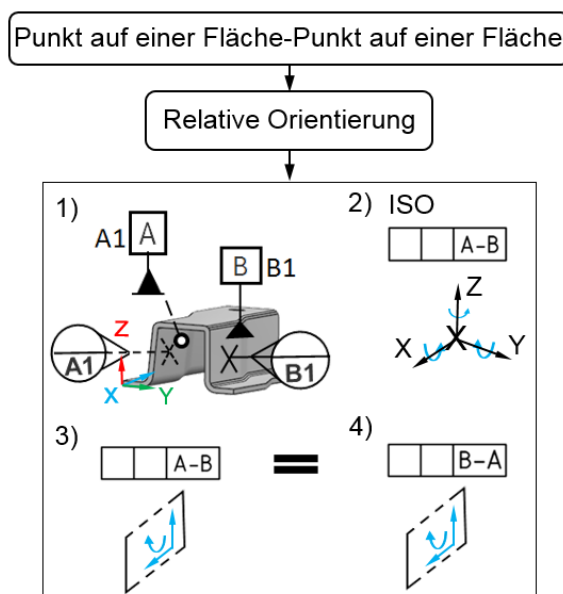 Punkt auf einer Fläche-Punkt auf einer Fläche
Relative Orientierung
1)
A
A1
B
B1
Z
A1
X
Y
B1
2) ISO
A-B
Z
X
Y
3)
A-B
=
4)
B-A